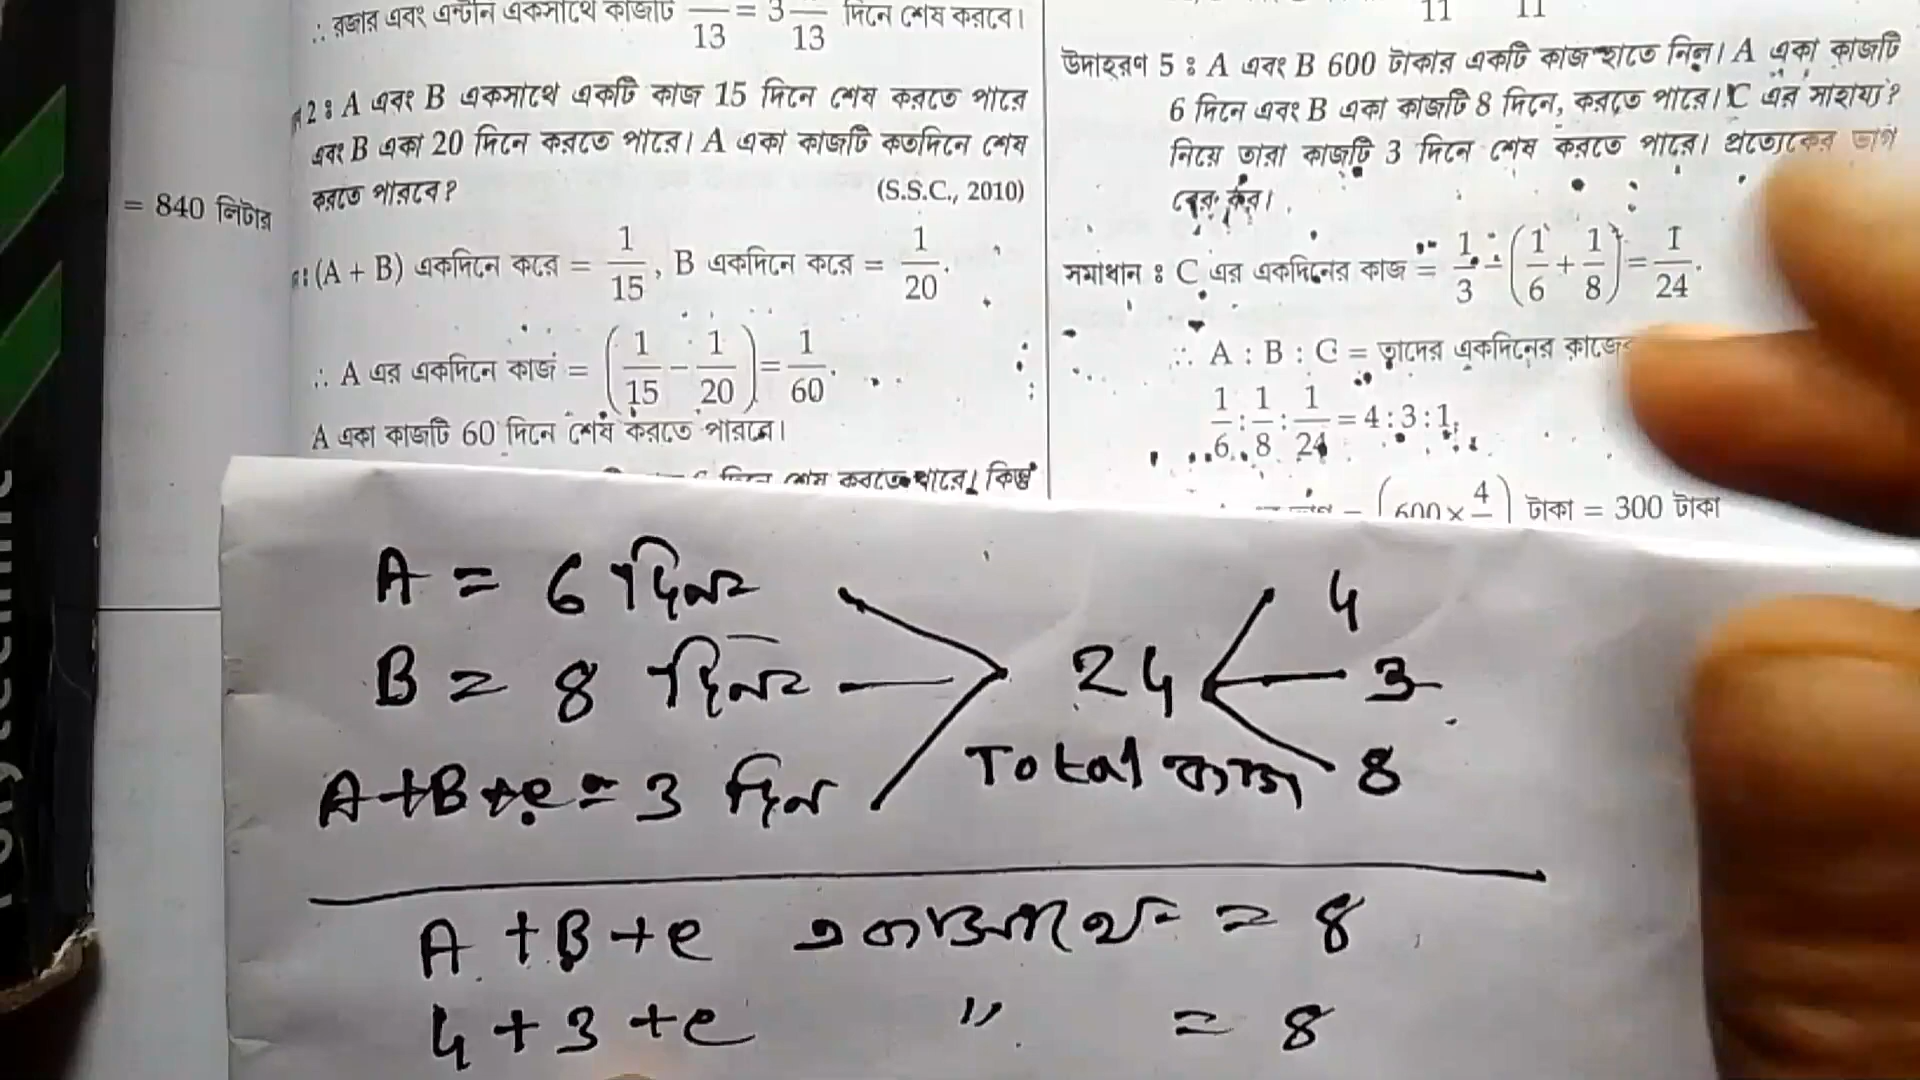 ∴ রজার এবং এন্টনি একসাথে কাজটি — 13 = 3 — 13 দিনে শেষ করবে।
2 ঃ A এবং B একসাথে একটি কাজ 15 দিনে শেষ করতে পারে
এবং B একা 20 দিনে করতে পারে। A একা কাজটি কতদিনে শেষ
করতে পারবে? (S.S.C., 2010)
= 840 লিটার
ঃ (A + B) একদিনে করে = 1/15, B একদিনে করে = 1/20.
∴ A এর একদিনে কাজ = (1/15 − 1/20) = 1/60.
A একা কাজটি 60 দিনে শেষ করতে পারবে।
দিনে শেষ করতে পারে। কিন্তু
11 11
উদাহরণ 5 ঃ A এবং B 600 টাকার একটি কাজ হাতে নিল। A একা কাজটি
6 দিনে এবং B একা কাজটি 8 দিনে, করতে পারে। C এর সাহায্য
নিয়ে তারা কাজটি 3 দিনে শেষ করতে পারে। প্রত্যেকের ভাগ
বের কর।
সমাধান ঃ C এর একদিনের কাজ = 1/3 − (1/6 + 1/8) = 1/24.
∴ A : B : C = তাদের একদিনের কাজের
1/6 : 1/8 : 1/24 = 4 : 3 : 1.
(600 × 4 টাকা = 300 টাকা
A = 6 দিনে
B = 8 দিনে
A+B+c = 3 দিন
24
Total কাজ
4
3
8
A + B + c একসাথে = 8
4 + 3 + c " = 8